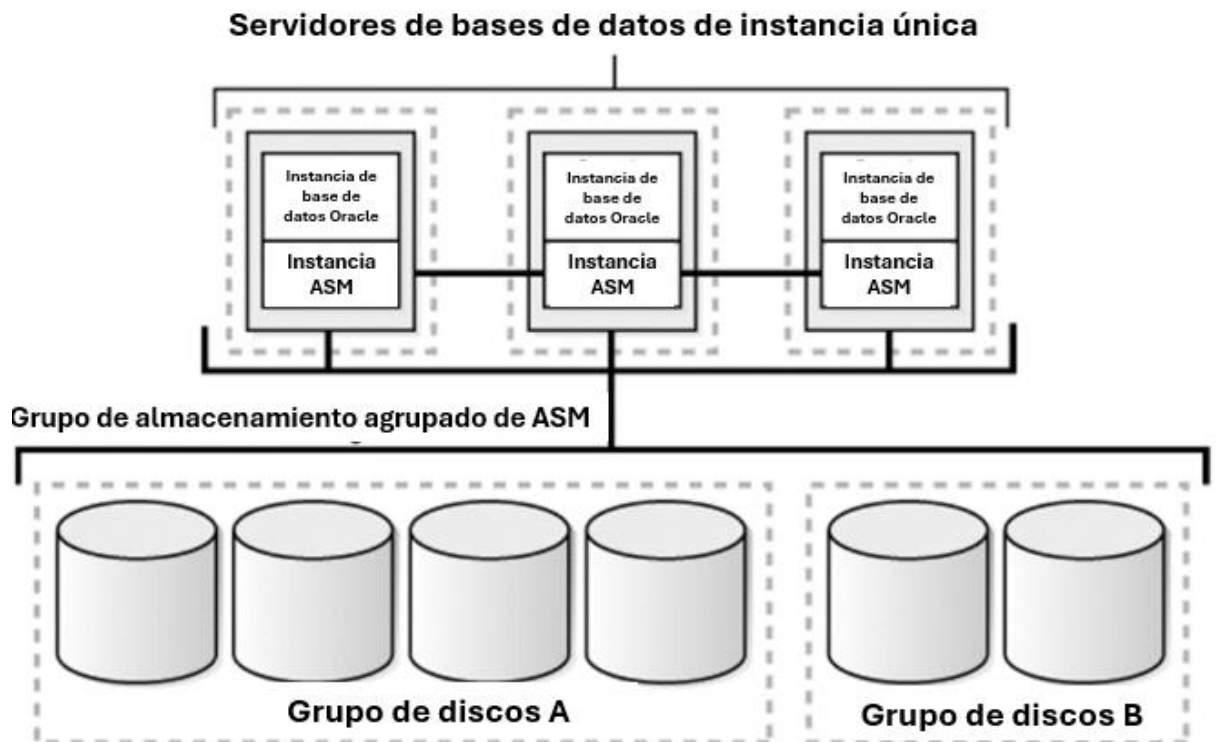 Servidores de bases de datos de instancia única
Instancia de
base de
datos Oracle
Instancia
ASM
Instancia de
base de
datos Oracle
Instancia
ASM
Instancia de
base de
datos Oracle
Instancia
ASM
Grupo de almacenamiento agrupado de ASM
Grupo de discos A
Grupo de discos B